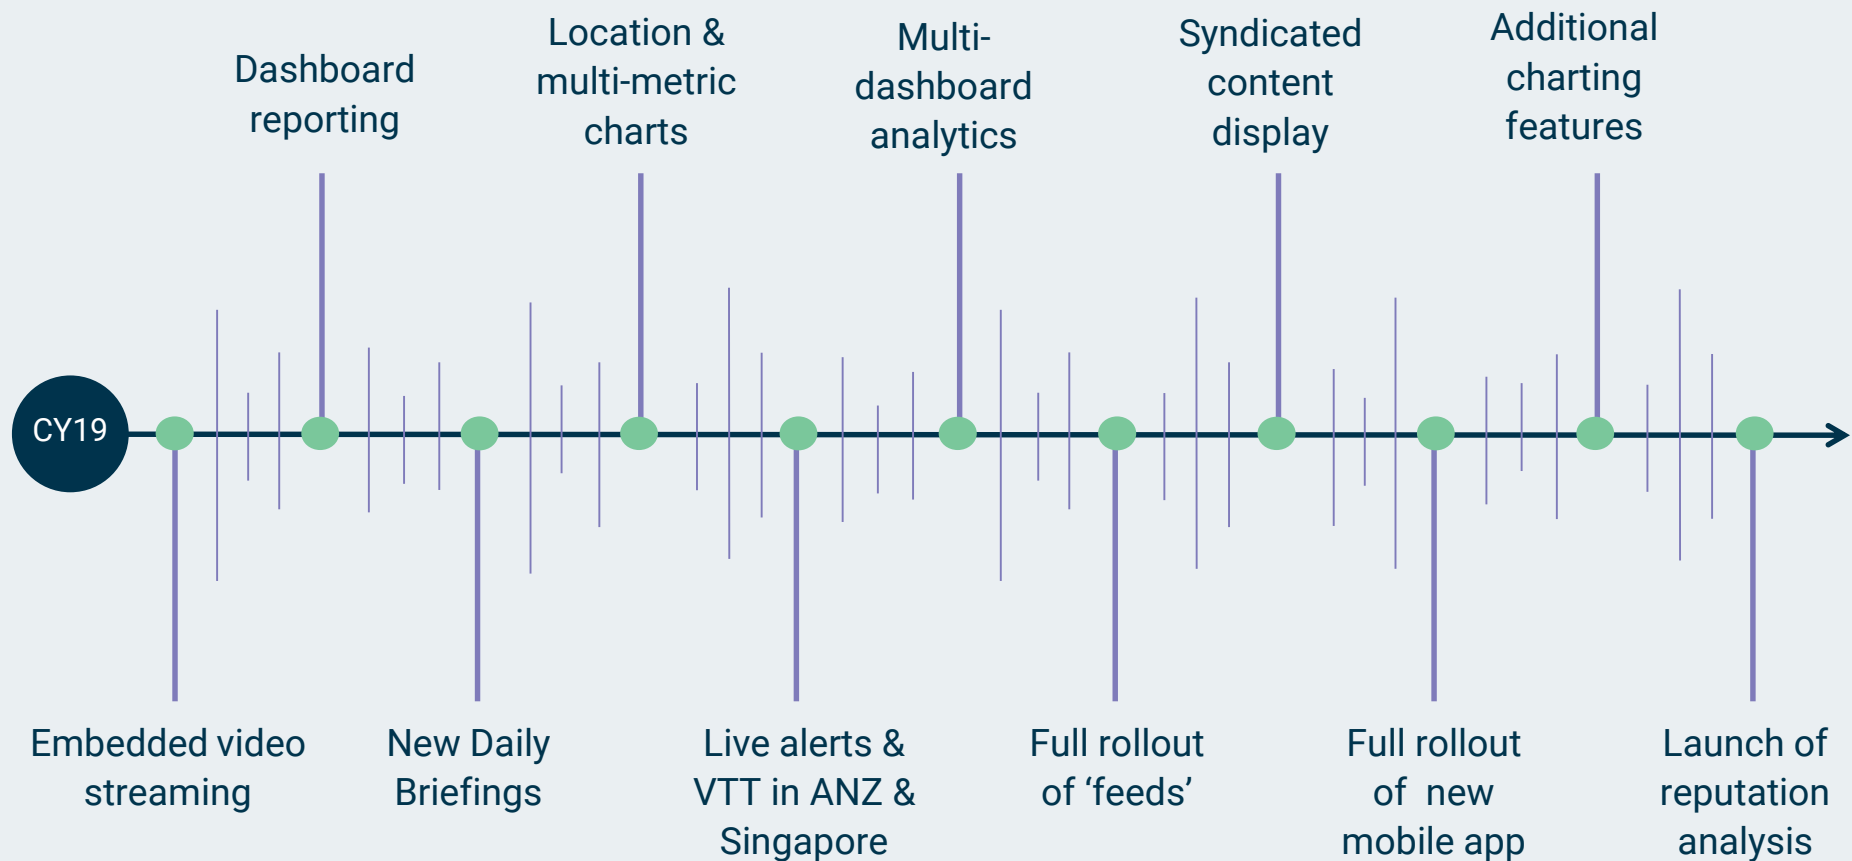 Dashboard
reporting
Location &
multi-metric
charts
Multi-
dashboard
analytics
Syndicated
content
display
Additional
charting
features
CY19
Embedded video
streaming
New Daily
Briefings
Live alerts &
VTT in ANZ &
Singapore
Full rollout
of ‘feeds’
Full rollout
of  new
mobile app
Launch of
reputation
analysis